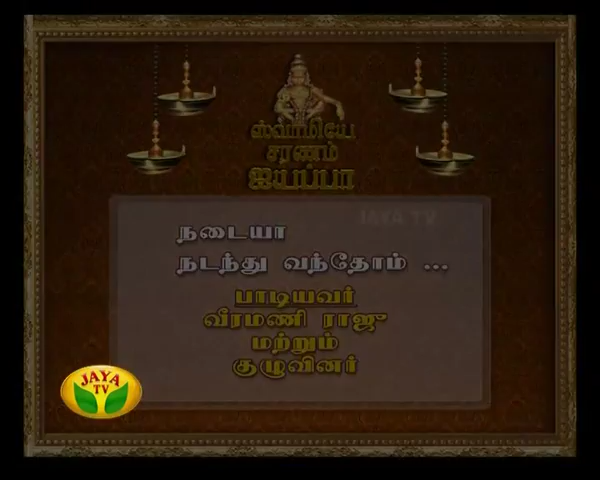 ஸ்வாமியே
சரணம்
ஐயப்பா
JAYA TV
நடையா
நடந்து வந்தோம் ...
பாடியவர்
வீரமணி ராஜு
மற்றும்
குழுவினர்
JAYA
TV